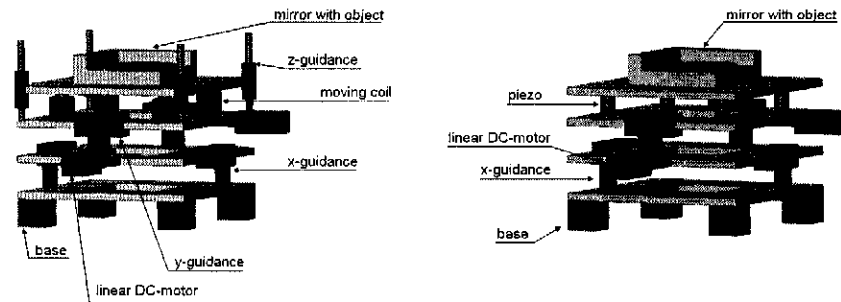 mirror with object
z-guidance
moving coil
x-guidance
base
y-guidance
linear DC-motor
mirror with object
piezo
linear DC-motor
x-guidance
base